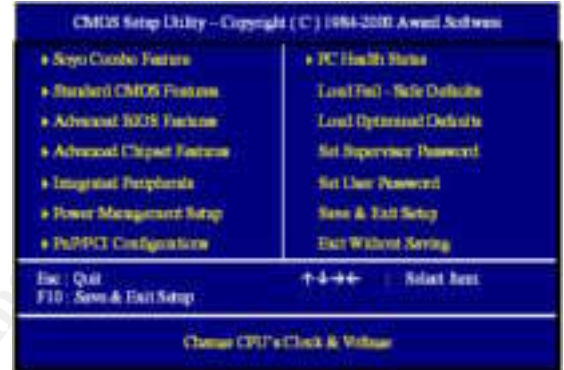 CMOS Setup Utility – Copyright ( C ) 1984-2000 Award Software
Soyo Combo Feature
Standard CMOS Features
Advanced BIOS Features
Advanced Chipset Features
Integrated Peripherals
Power Management Setup
PnP/PCI Configurations
PC Health Status
Load Fail - Safe Defaults
Load Optimized Defaults
Set Supervisor Password
Set User Password
Save & Exit Setup
Exit Without Saving
Esc : Quit
F10 : Save & Exit Setup
↑↓→← : Select Item
Change CPU's Clock & Voltage